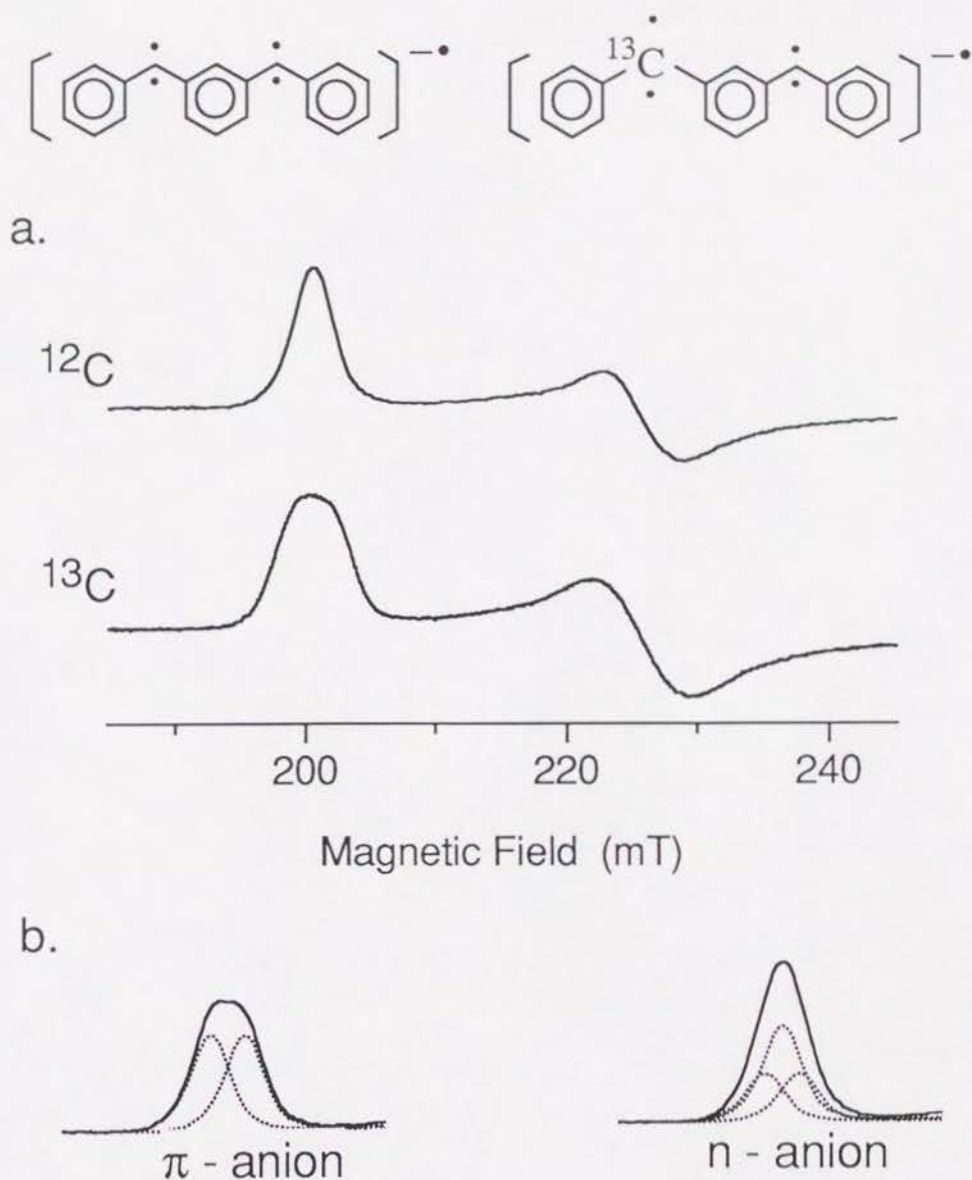 −•
13C
−•
a.
12C
13C
200 220 240
Magnetic Field (mT)
b.
π - anion
n - anion